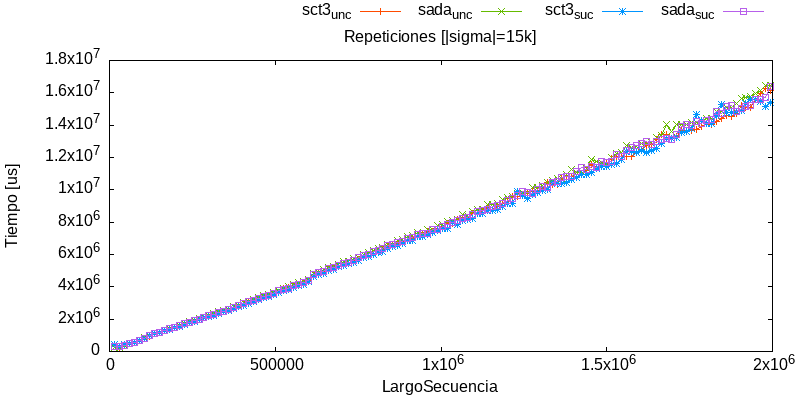 sct3unc sadaunc sct3suc sadasuc
Repeticiones [|sigma|=15k]
1.8x10^7
1.6x10^7
1.4x10^7
1.2x10^7
1x10^7
8x10^6
6x10^6
4x10^6
2x10^6
0
Tiempo [us]
0 500000 1x10^6 1.5x10^6 2x10^6
LargoSecuencia